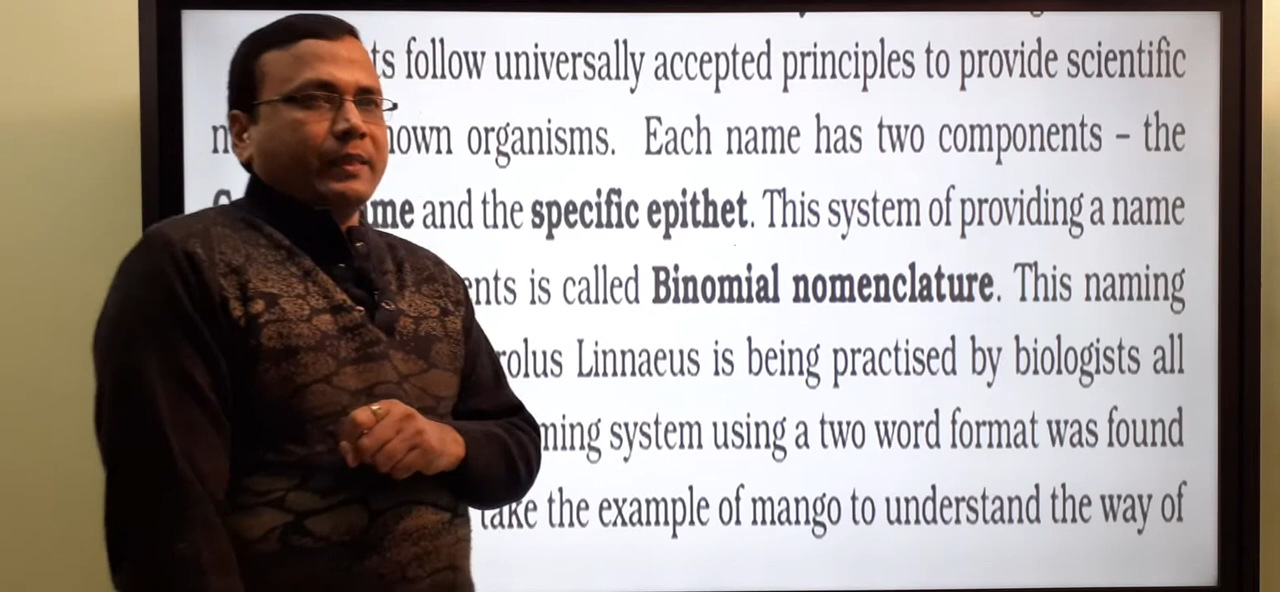 ts follow universally accepted principles to provide scientific
n own organisms. Each name has two components – the
me and the specific epithet. This system of providing a name
nts is called Binomial nomenclature. This naming
olus Linnaeus is being practised by biologists all
ming system using a two word format was found
take the example of mango to understand the way of